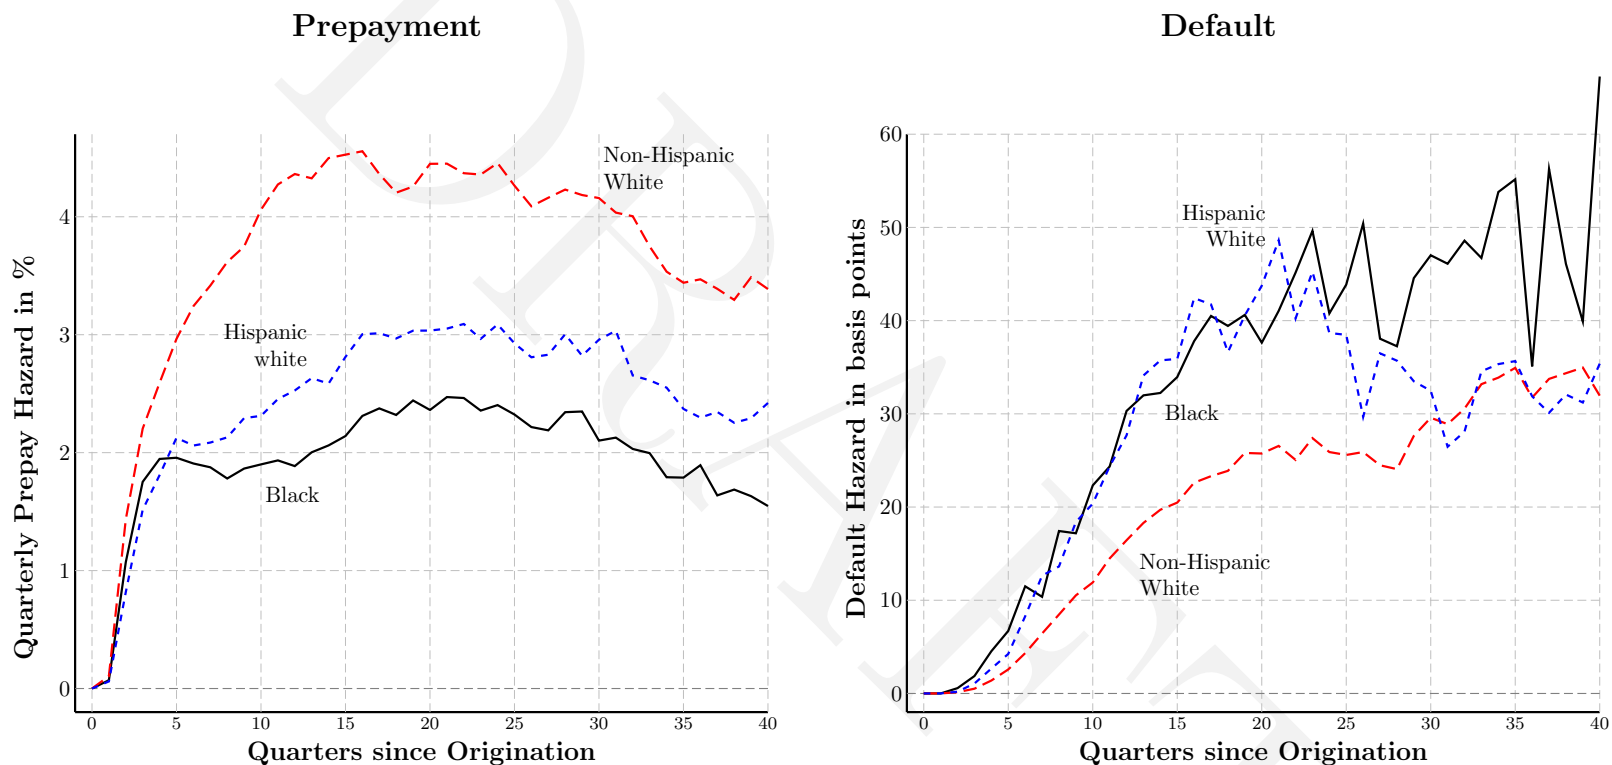 Prepayment
Quarterly Prepay Hazard in %
4
3
2
1
0
0 5 10 15 20 25 30 35 40
Quarters since Origination
Non-Hispanic
White
Hispanic
white
Black
Default
Default Hazard in basis points
60
50
40
30
20
10
0
0 5 10 15 20 25 30 35 40
Quarters since Origination
Hispanic
White
Black
Non-Hispanic
White
DRAFT